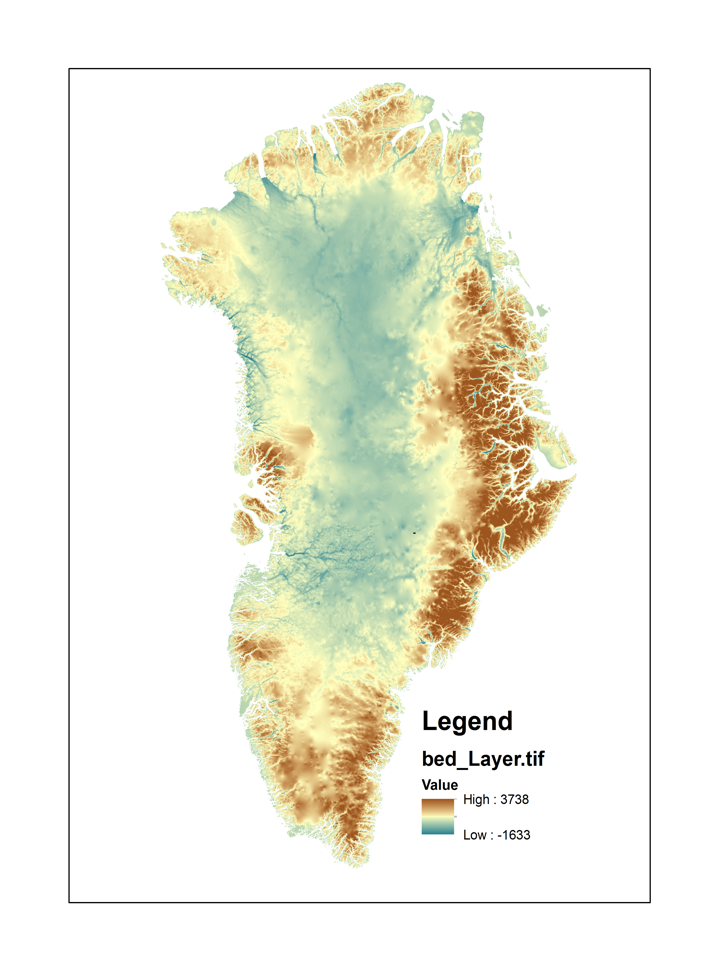 Legend
bed_Layer.tif
Value
High : 3738
Low : -1633